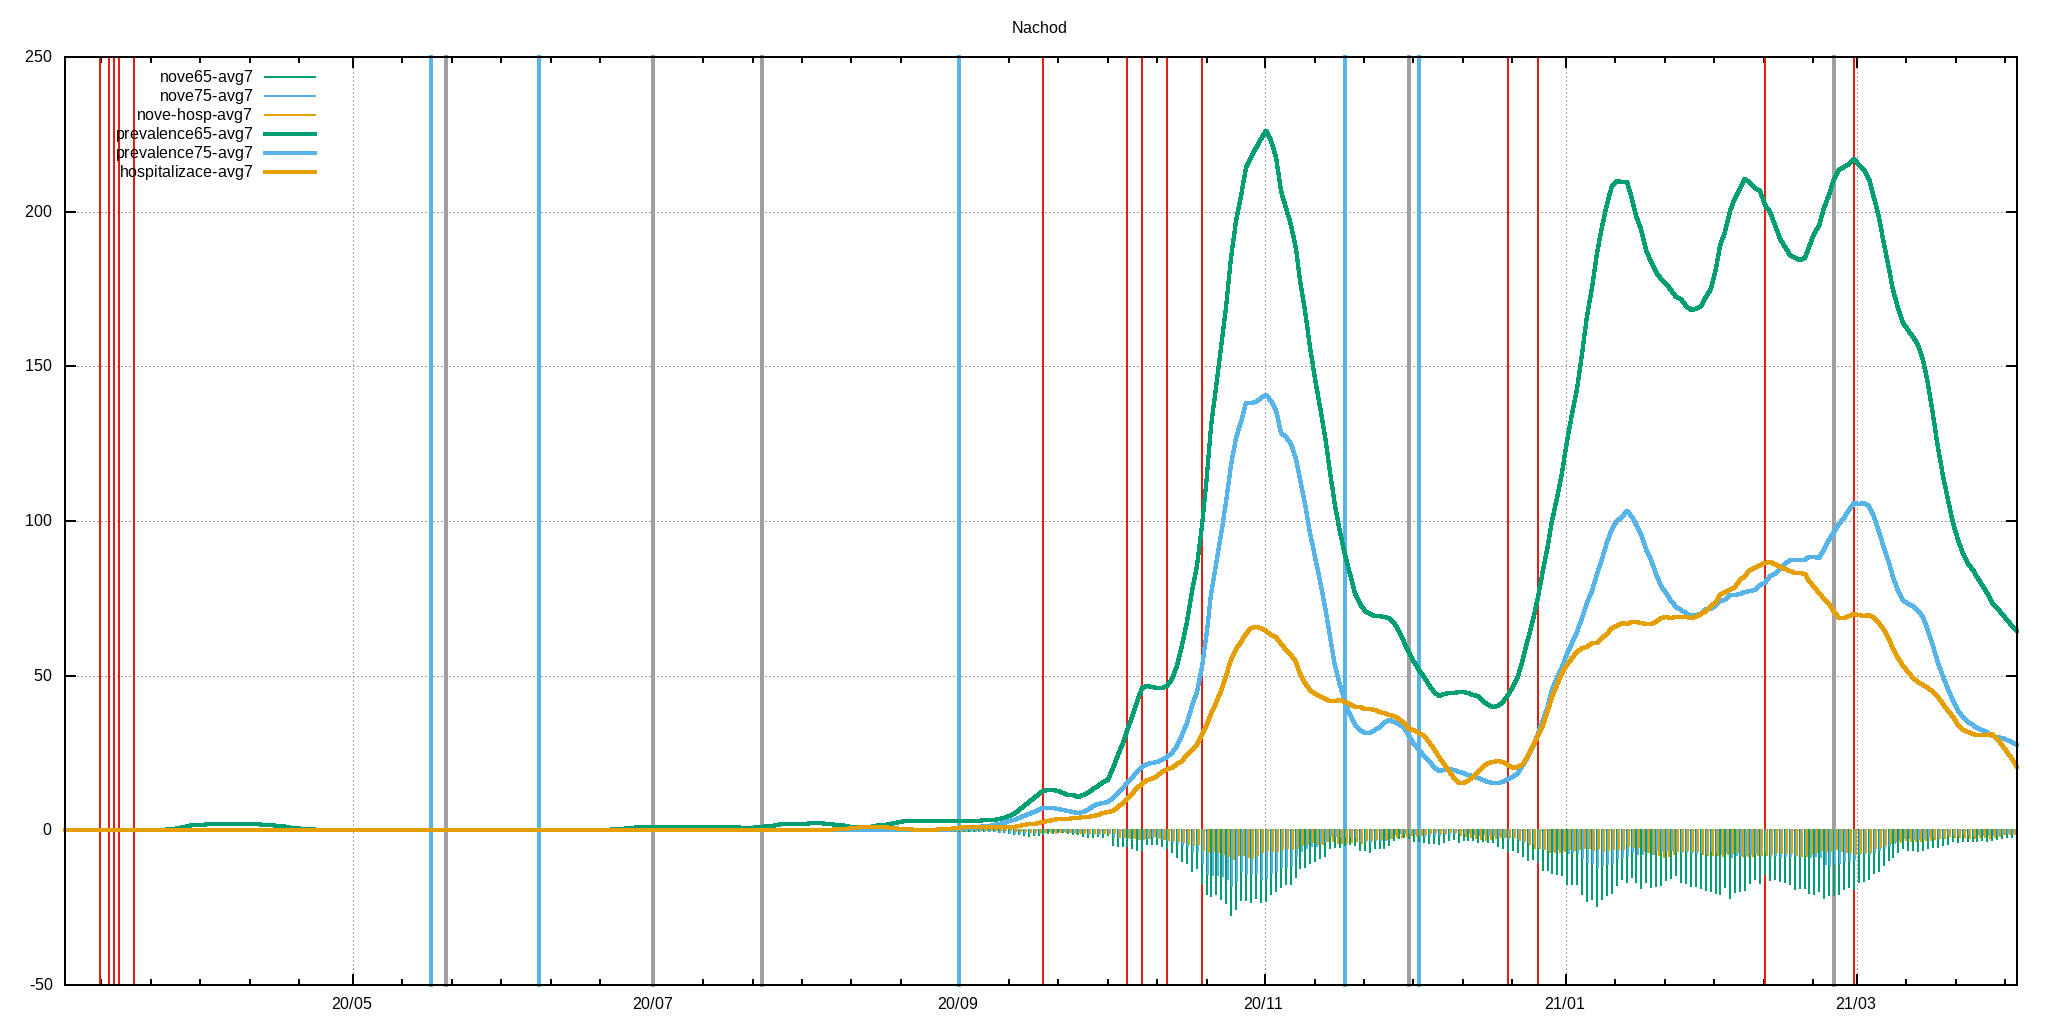 Nachod
250
nove65-avg7
nove75-avg7
nove-hosp-avg7
prevalence65-avg7
prevalence75-avg7
hospitalizace-avg7
200
150
100
50
0
-50
20/05 20/07 20/09 20/11 21/01 21/03